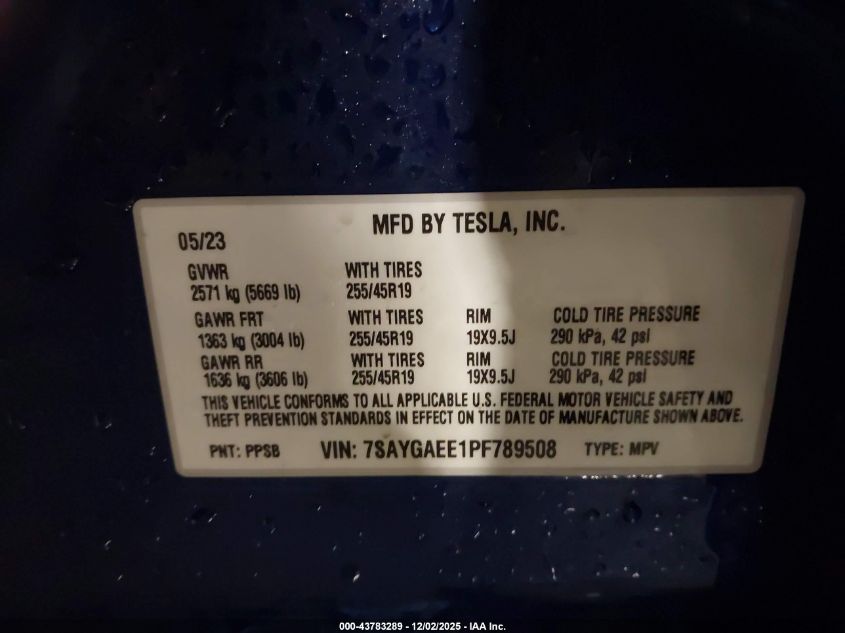 MFD BY TESLA, INC.
05/23
GVWR WITH TIRES
2571 kg (5669 lb) 255/45R19
GAWR FRT WITH TIRES RIM COLD TIRE PRESSURE
1363 kg (3004 lb) 255/45R19 19X9.5J 290 kPa, 42 psi
GAWR RR WITH TIRES RIM COLD TIRE PRESSURE
1636 kg (3606 lb) 255/45R19 19X9.5J 290 kPa, 42 psi
THIS VEHICLE CONFORMS TO ALL APPLICABLE U.S. FEDERAL MOTOR VEHICLE SAFETY AND
THEFT PREVENTION STANDARDS IN EFFECT ON THE DATE OF MANUFACTURE SHOWN ABOVE.
PNT: PPSB VIN: 7SAYGAEE1PF789508 TYPE: MPV
000-43783289 - 12/02/2025 - IAA Inc.